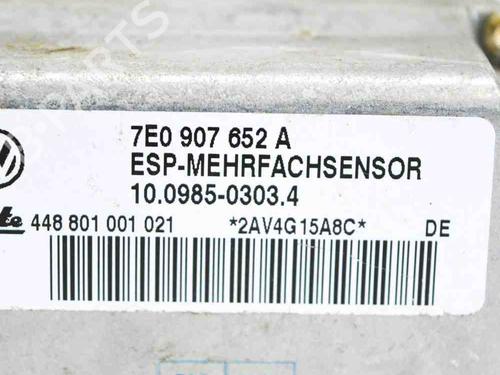 7E0 907 652 A
ESP-MEHRFACHSENSOR
10.0985-0303.4
448 801 001 021 *2AV4G15A8C* DE